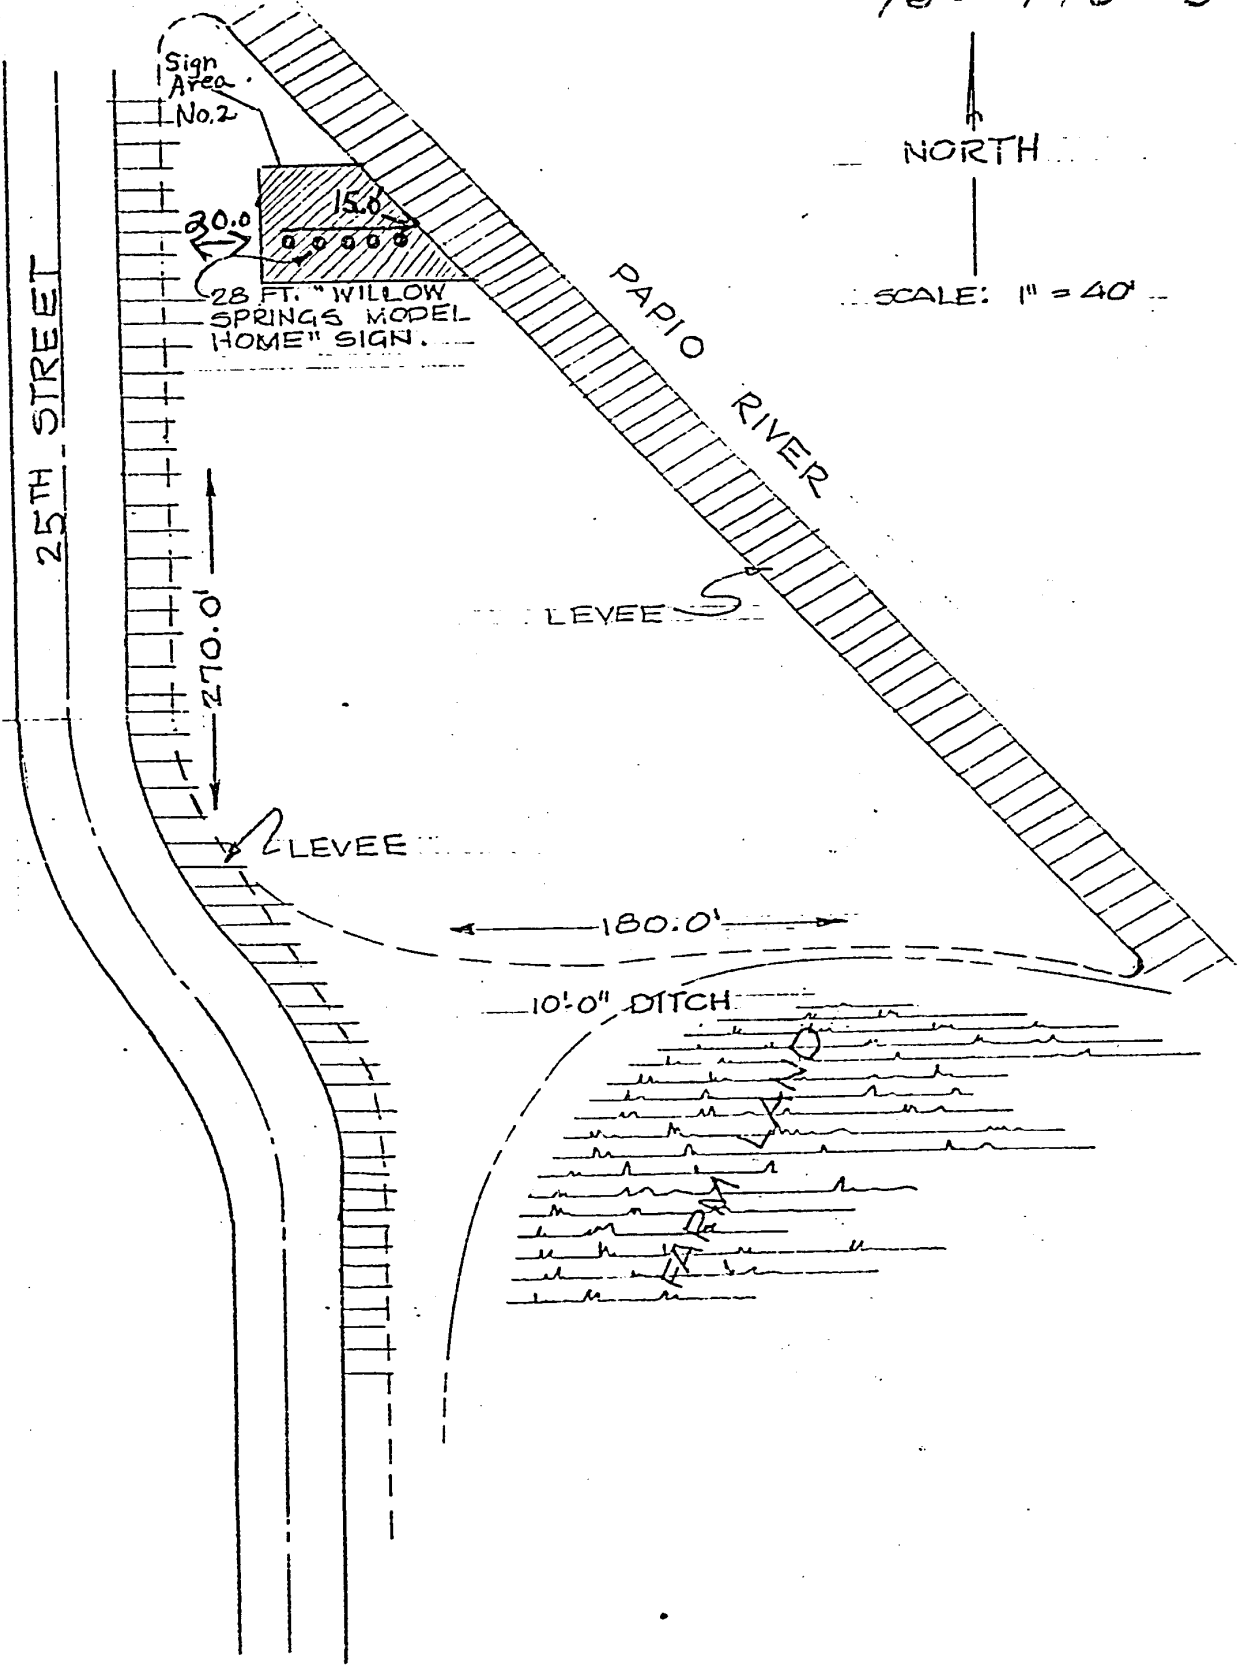 Sign
Area
No.2
NORTH
15.0'
20.0
SCALE: 1" = 40'
28 FT. "WILLOW
SPRINGS MODEL
HOME" SIGN.
PAPIO RIVER
25TH STREET
270.0'
LEVEE
LEVEE
180.0'
10'-0" DITCH